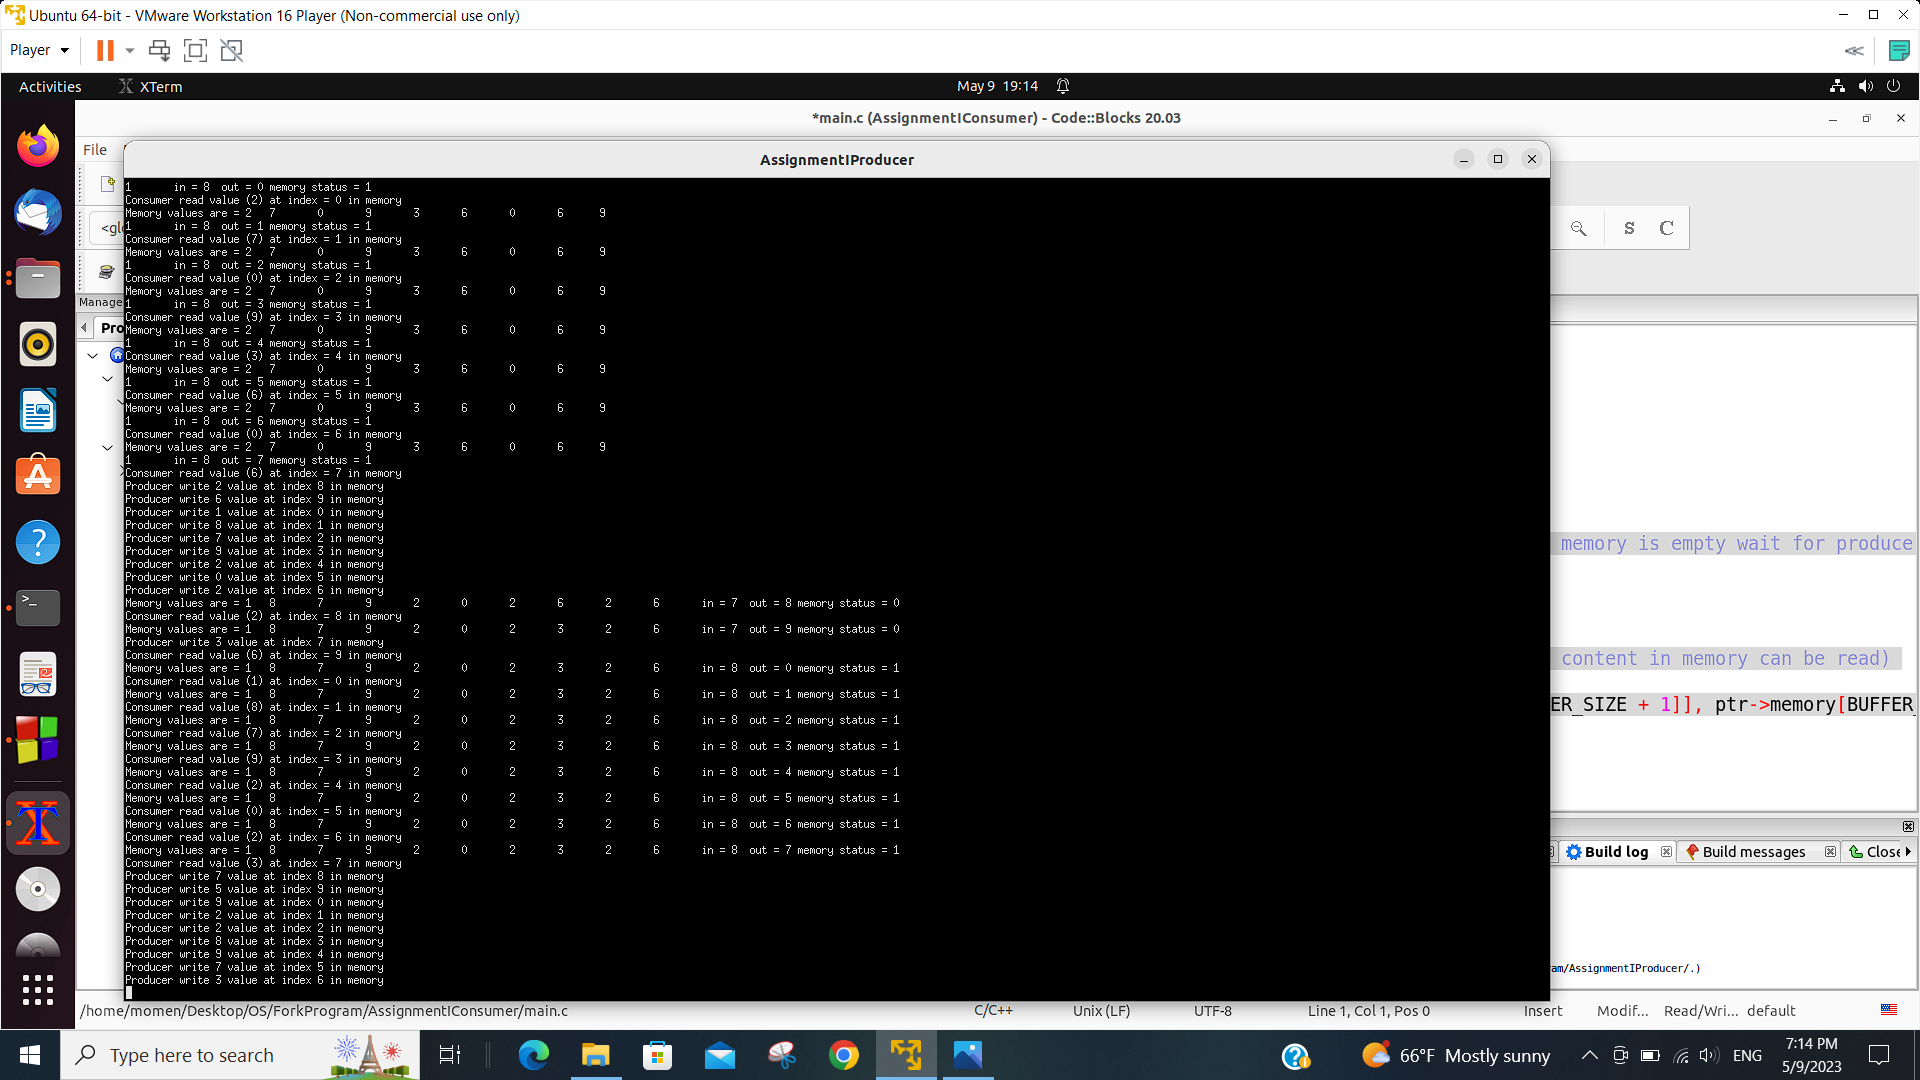 Ubuntu 64-bit - VMware Workstation 16 Player (Non-commercial use only)
Player
Activities XTerm May 9 19:14
*main.c (AssignmentIConsumer) - Code::Blocks 20.03
File
AssignmentIProducer
<glo
S C
Manage
Pro
1 in = 8 out = 0 memory status = 1
Consumer read value (2) at index = 0 in memory
Memory values are = 2 7 0 9 3 6 0 6 9
1 in = 8 out = 1 memory status = 1
Consumer read value (7) at index = 1 in memory
Memory values are = 2 7 0 9 3 6 0 6 9
1 in = 8 out = 2 memory status = 1
Consumer read value (0) at index = 2 in memory
Memory values are = 2 7 0 9 3 6 0 6 9
1 in = 8 out = 3 memory status = 1
Consumer read value (9) at index = 3 in memory
Memory values are = 2 7 0 9 3 6 0 6 9
1 in = 8 out = 4 memory status = 1
Consumer read value (3) at index = 4 in memory
Memory values are = 2 7 0 9 3 6 0 6 9
1 in = 8 out = 5 memory status = 1
Consumer read value (6) at index = 5 in memory
Memory values are = 2 7 0 9 3 6 0 6 9
1 in = 8 out = 6 memory status = 1
Consumer read value (0) at index = 6 in memory
Memory values are = 2 7 0 9 3 6 0 6 9
1 in = 8 out = 7 memory status = 1
Consumer read value (6) at index = 7 in memory
Producer write 2 value at index 8 in memory
Producer write 6 value at index 9 in memory
Producer write 1 value at index 0 in memory
Producer write 8 value at index 1 in memory
Producer write 7 value at index 2 in memory
Producer write 9 value at index 3 in memory
Producer write 2 value at index 4 in memory
Producer write 0 value at index 5 in memory
Producer write 2 value at index 6 in memory
Memory values are = 1 8 7 9 2 0 2 6 2 6 in = 7 out = 8 memory status = 0
Consumer read value (2) at index = 8 in memory
Memory values are = 1 8 7 9 2 0 2 3 2 6 in = 7 out = 9 memory status = 0
Producer write 3 value at index 7 in memory
Consumer read value (6) at index = 9 in memory
Memory values are = 1 8 7 9 2 0 2 3 2 6 in = 8 out = 0 memory status = 1
Consumer read value (1) at index = 0 in memory
Memory values are = 1 8 7 9 2 0 2 3 2 6 in = 8 out = 1 memory status = 1
Consumer read value (8) at index = 1 in memory
Memory values are = 1 8 7 9 2 0 2 3 2 6 in = 8 out = 2 memory status = 1
Consumer read value (7) at index = 2 in memory
Memory values are = 1 8 7 9 2 0 2 3 2 6 in = 8 out = 3 memory status = 1
Consumer read value (9) at index = 3 in memory
Memory values are = 1 8 7 9 2 0 2 3 2 6 in = 8 out = 4 memory status = 1
Consumer read value (2) at index = 4 in memory
Memory values are = 1 8 7 9 2 0 2 3 2 6 in = 8 out = 5 memory status = 1
Consumer read value (0) at index = 5 in memory
Memory values are = 1 8 7 9 2 0 2 3 2 6 in = 8 out = 6 memory status = 1
Consumer read value (2) at index = 6 in memory
Memory values are = 1 8 7 9 2 0 2 3 2 6 in = 8 out = 7 memory status = 1
Consumer read value (3) at index = 7 in memory
Producer write 7 value at index 8 in memory
Producer write 5 value at index 9 in memory
Producer write 9 value at index 0 in memory
Producer write 2 value at index 1 in memory
Producer write 2 value at index 2 in memory
Producer write 8 value at index 3 in memory
Producer write 9 value at index 4 in memory
Producer write 7 value at index 5 in memory
Producer write 3 value at index 6 in memory
memory is empty wait for produce
content in memory can be read)
ER_SIZE + 1]], ptr->memory[BUFFER_
Build log Build messages Close
am/AssignmentIProducer/.)
/home/momen/Desktop/OS/ForkProgram/AssignmentIConsumer/main.c C/C++ Unix (LF) UTF-8 Line 1, Col 1, Pos 0 Insert Modif... Read/Wri... default
Type here to search
66°F Mostly sunny
ENG
7:14 PM
5/9/2023